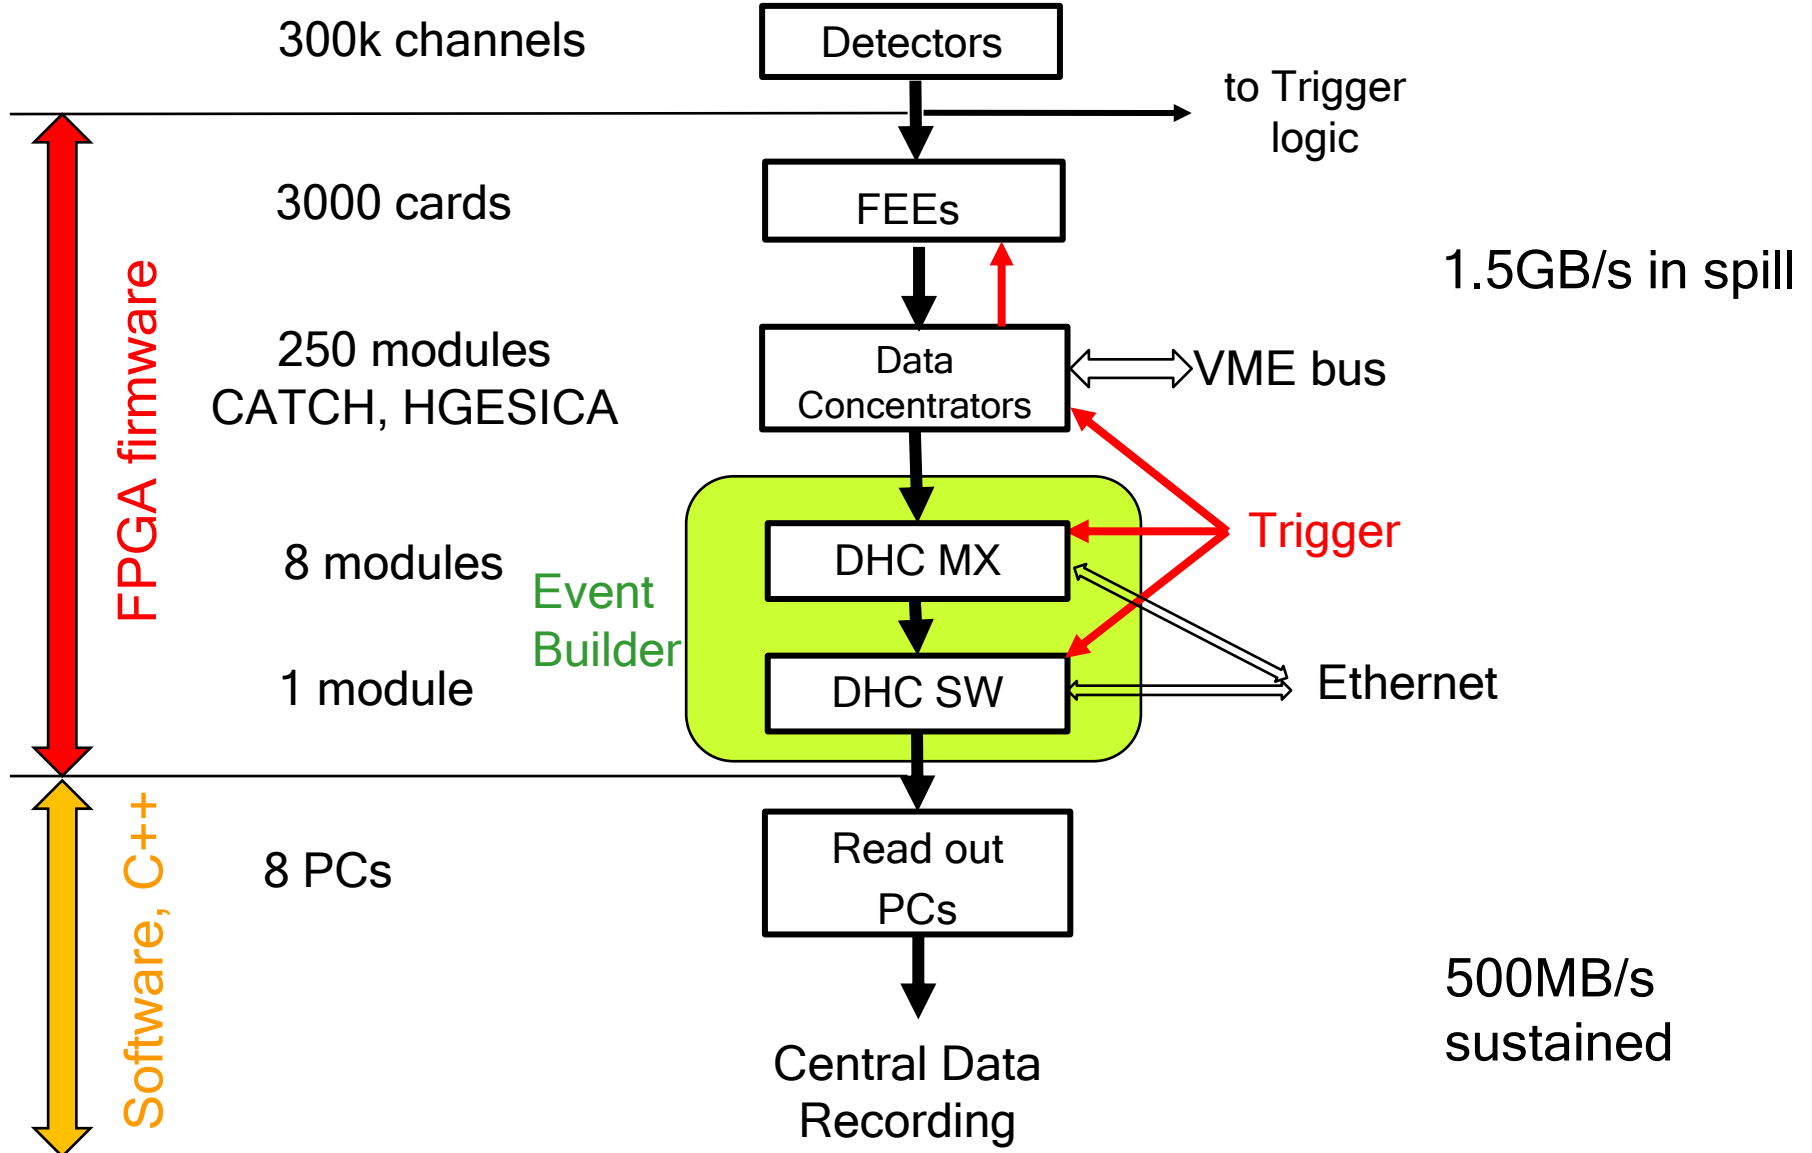 300k channels
Detectors
to Trigger
logic
3000 cards
FEEs
1.5GB/s in spill
FPGA firmware
250 modules
CATCH, HGESICA
Data
Concentrators
VME bus
8 modules
Event
Builder
DHC MX
Trigger
1 module
DHC SW
Ethernet
Software, C++
8 PCs
Read out
PCs
500MB/s
sustained
Central Data
Recording